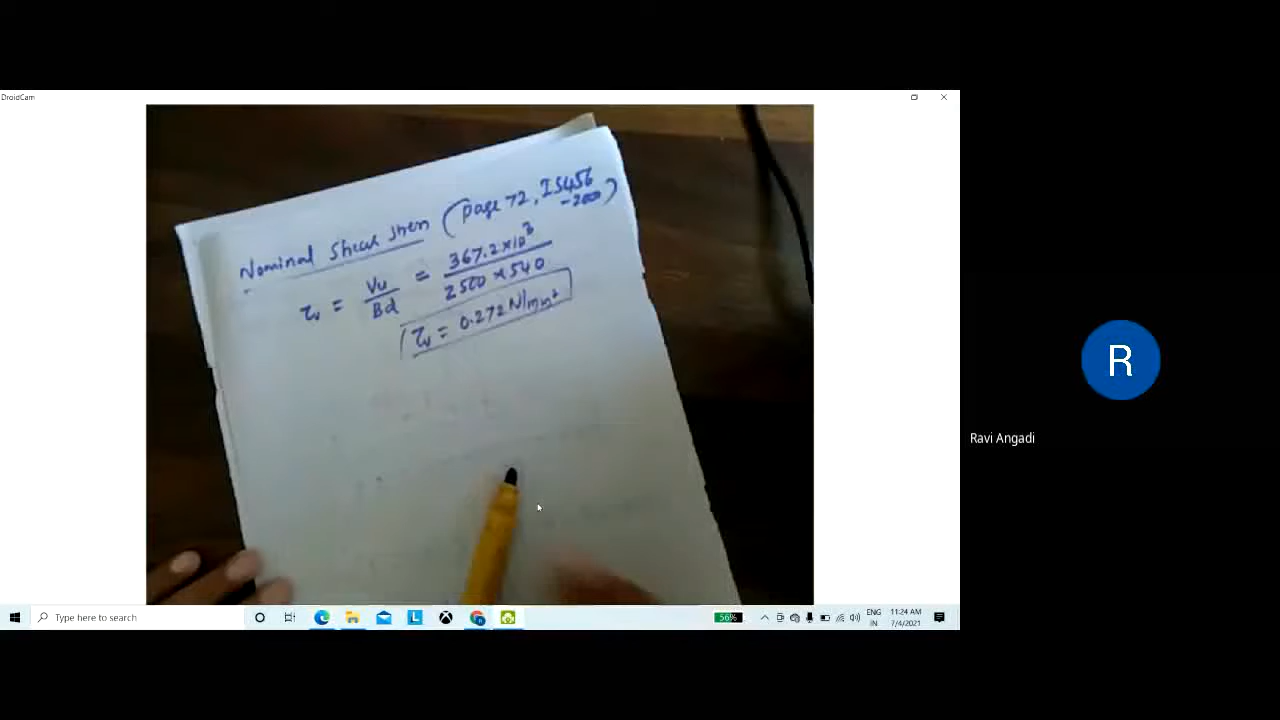 DroidCam
Nominal Shear stress (page 72, IS456
-2000)
τv = Vu/Bd = 367.2×10³/2500×540
τv = 0.272 N/mm²
R
Ravi Angadi
Type here to search
56%
ENG
IN
11:24 AM
7/4/2021